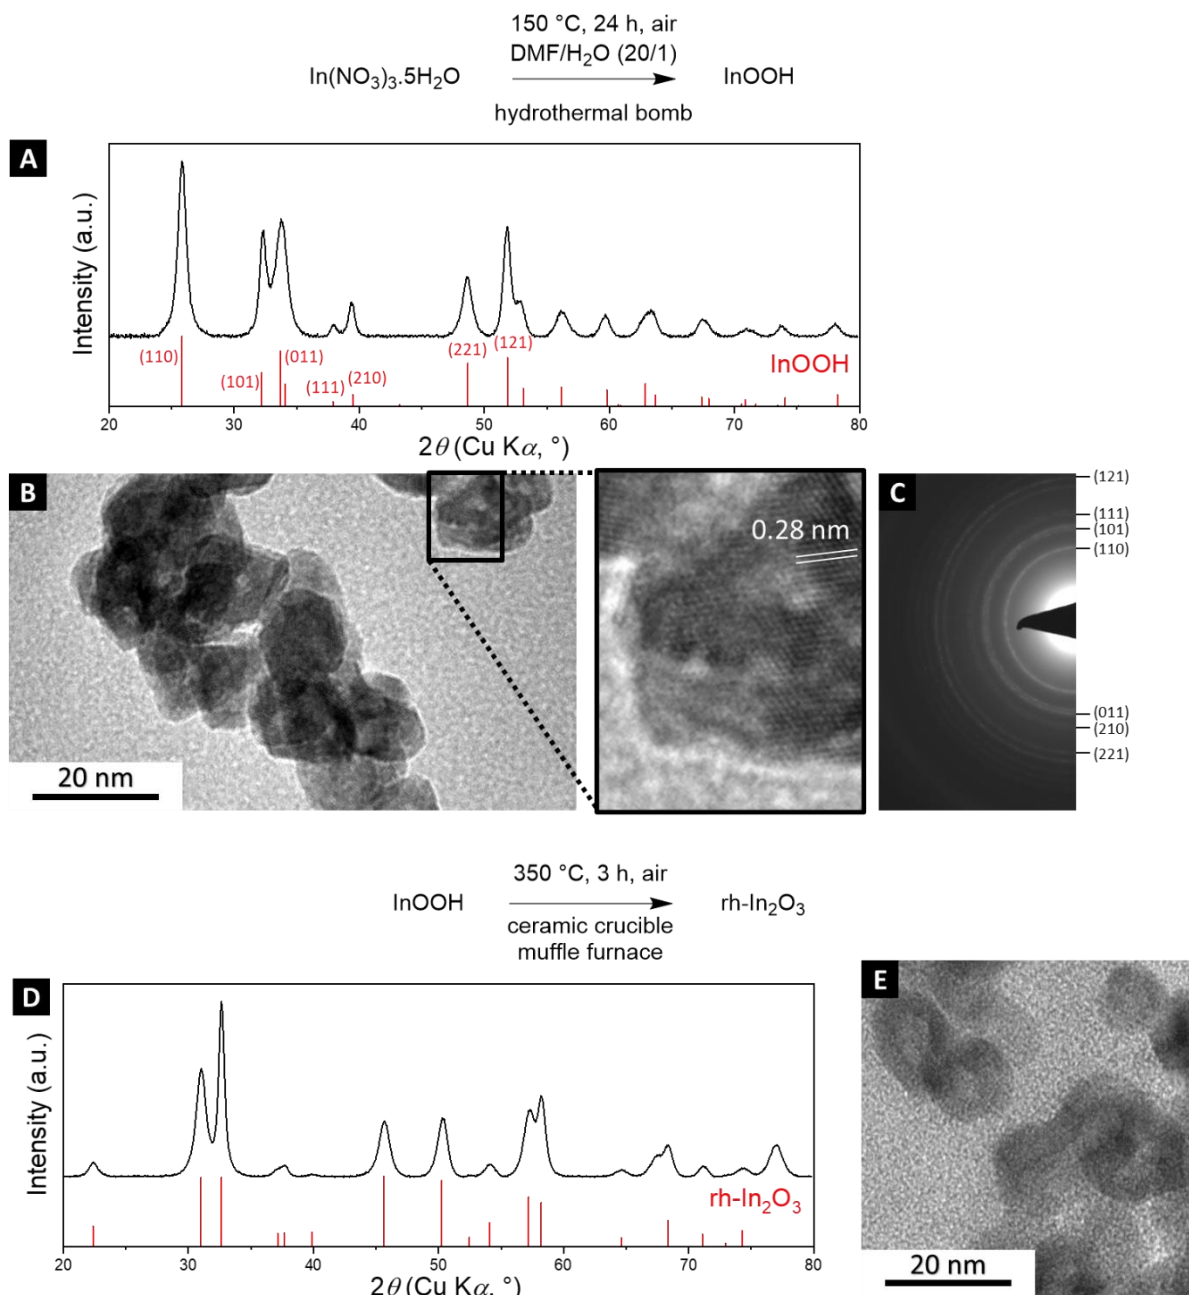 150 °C, 24 h, air
DMF/H₂O (20/1)
In(NO₃)₃.5H₂O
InOOH
hydrothermal bomb
A
Intensity (a.u.)
(110)
(101)
(011)
(111)
(210)
(221)
(121)
InOOH
20 30 40 50 60 70 80
2θ (Cu Kα, °)
B
20 nm
0.28 nm
C
(121)
(111)
(101)
(110)
(011)
(210)
(221)
350 °C, 3 h, air
InOOH
rh-In₂O₃
ceramic crucible
muffle furnace
D
Intensity (a.u.)
rh-In₂O₃
20 30 40 50 60 70 80
2θ (Cu Kα, °)
E
20 nm